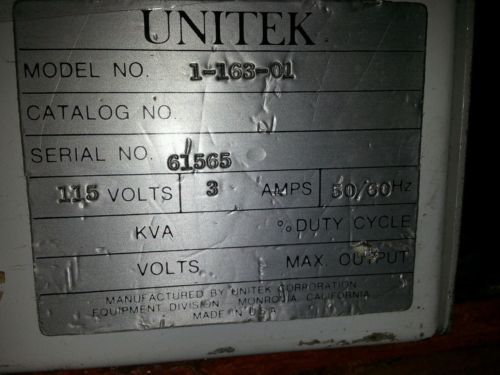 UNITEK
MODEL NO. 1-163-01
CATALOG NO.
SERIAL NO. 61565
115 VOLTS 3 AMPS 50/60Hz
KVA % DUTY CYCLE
VOLTS MAX. OUTPUT
MANUFACTURED BY UNITEK CORPORATION
EQUIPMENT DIVISION MONROVIA, CALIFORNIA
MADE IN U.S.A.